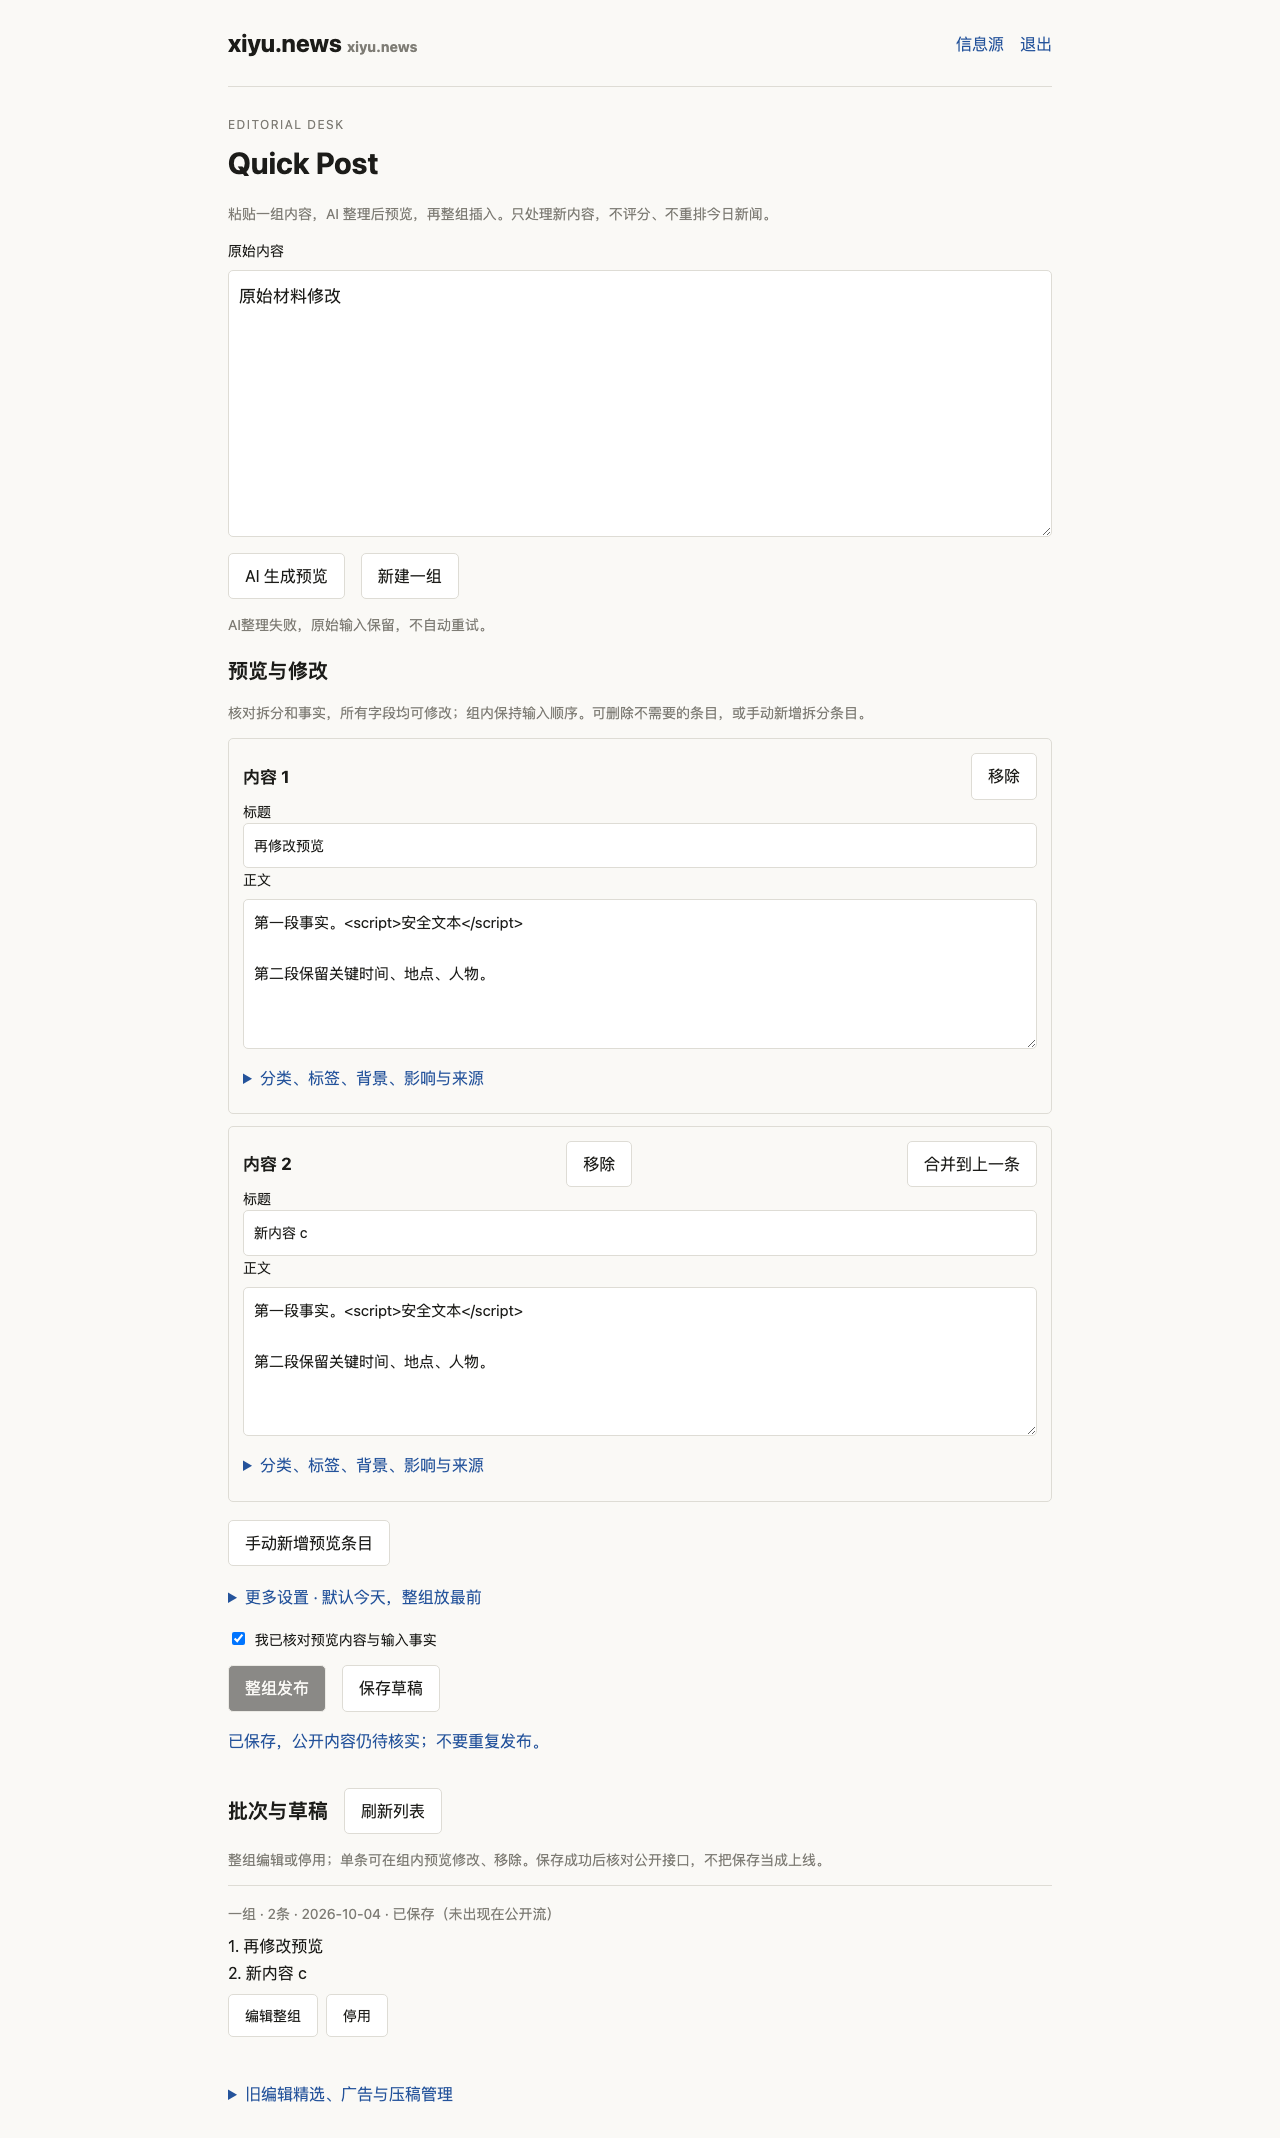 xiyu.news xiyu.news
信息源 退出
EDITORIAL DESK
Quick Post
粘贴一组内容，AI 整理后预览，再整组插入。只处理新内容，不评分、不重排今日新闻。
原始内容
原始材料修改
AI 生成预览 新建一组
AI整理失败，原始输入保留，不自动重试。
预览与修改
核对拆分和事实，所有字段均可修改；组内保持输入顺序。可删除不需要的条目，或手动新增拆分条目。
内容 1 移除
标题
再修改预览
正文
第一段事实。<script>安全文本</script>
第二段保留关键时间、地点、人物。
▶ 分类、标签、背景、影响与来源
内容 2 移除 合并到上一条
标题
新内容 c
正文
第一段事实。<script>安全文本</script>
第二段保留关键时间、地点、人物。
▶ 分类、标签、背景、影响与来源
手动新增预览条目
▶ 更多设置 · 默认今天，整组放最前
我已核对预览内容与输入事实
整组发布 保存草稿
已保存，公开内容仍待核实；不要重复发布。
批次与草稿 刷新列表
整组编辑或停用；单条可在组内预览修改、移除。保存成功后核对公开接口，不把保存当成上线。
一组 · 2条 · 2026-10-04 · 已保存（未出现在公开流）
1. 再修改预览
2. 新内容 c
编辑整组 停用
▶ 旧编辑精选、广告与压稿管理